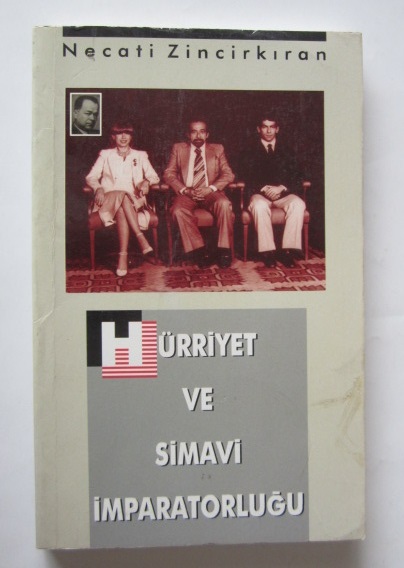 Necati Zincirkıran
HÜRRİYET
VE
SİMAVİ
İMPARATORLUĞU